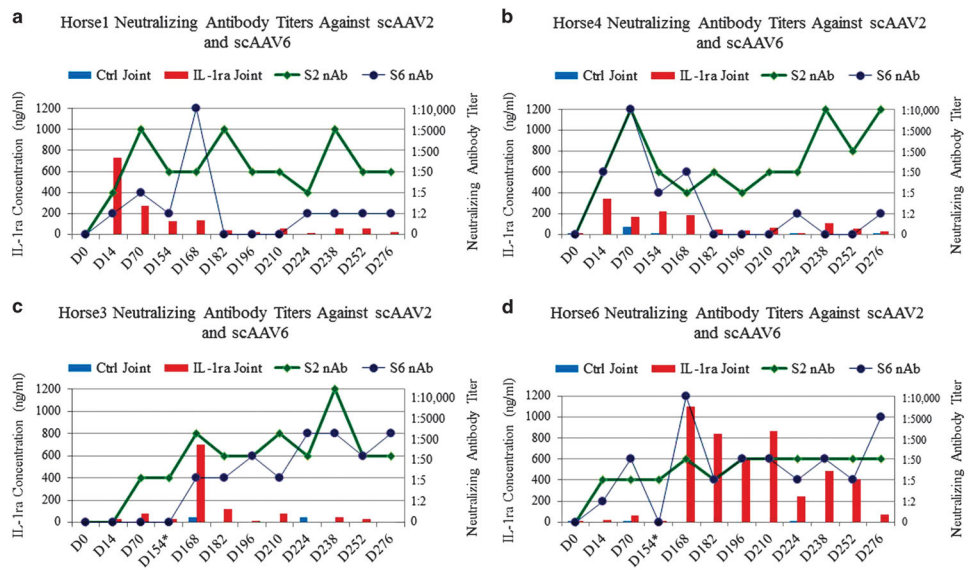 a
Horse1 Neutralizing Antibody Titers Against scAAV2
and scAAV6
Ctrl Joint IL-1ra Joint S2 nAb S6 nAb
IL-1ra Concentration (ng/ml)
1200
1000
800
600
400
200
0
1:10,000
1:5000
1:500
1:50
1:5
1:2
0
Neutralizing Antibody Titer
D0 D14 D70 D154 D168 D182 D196 D210 D224 D238 D252 D276
b
Horse4 Neutralizing Antibody Titers Against scAAV2
and scAAV6
Ctrl Joint IL-1ra Joint S2 nAb S6 nAb
IL-1ra Concentration (ng/ml)
1200
1000
800
600
400
200
0
1:10,000
1:5000
1:500
1:50
1:5
1:2
0
Neutralizing Antibody Titer
D0 D14 D70 D154 D168 D182 D196 D210 D224 D238 D252 D276
c
Horse3 Neutralizing Antibody Titers Against scAAV2
and scAAV6
Ctrl Joint IL-1ra Joint S2 nAb S6 nAb
IL-1ra Concentration (ng/ml)
1200
1000
800
600
400
200
0
1:10,000
1:5000
1:500
1:50
1:5
1:2
0
Neutralizing Antibody Titer
D0 D14 D70 D154* D168 D182 D196 D210 D224 D238 D252 D276
d
Horse6 Neutralizing Antibody Titers Against scAAV2
and scAAV6
Ctrl Joint IL-1ra Joint S2 nAb S6 nAb
IL-1ra Concentration (ng/ml)
1200
1000
800
600
400
200
0
1:10,000
1:5000
1:500
1:50
1:5
1:2
0
Neutralizing Antibody Titer
D0 D14 D70 D154* D168 D182 D196 D210 D224 D238 D252 D276